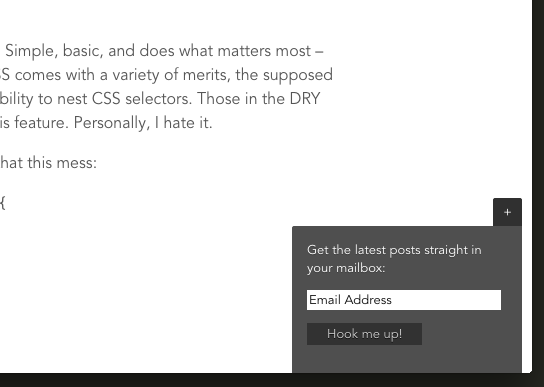 . Simple, basic, and does what matters most –
SS comes with a variety of merits, the supposed
bility to nest CSS selectors. Those in the DRY
is feature. Personally, I hate it.
hat this mess:
{
+
Get the latest posts straight in
your mailbox:
Email Address
Hook me up!